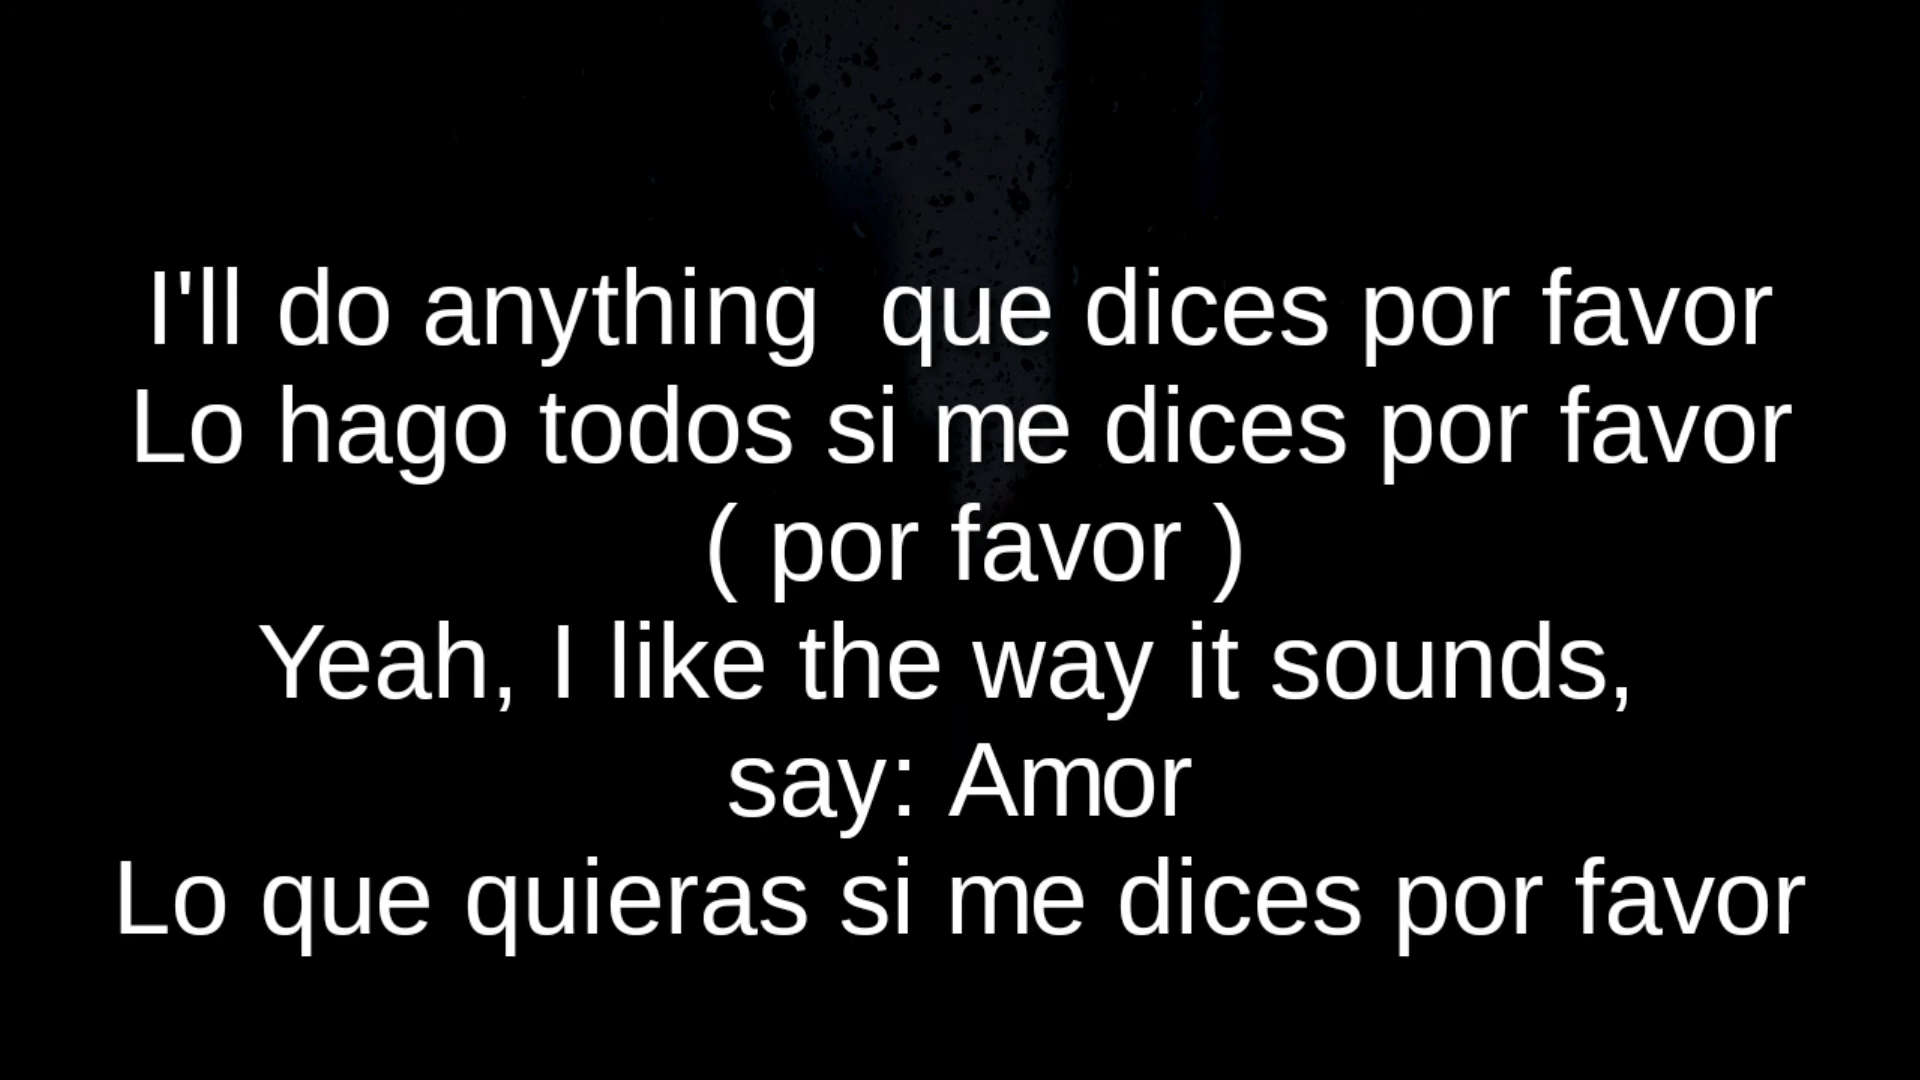 I'll do anything  que dices por favor
Lo hago todos si me dices por favor
( por favor )
Yeah, I like the way it sounds,
say: Amor
Lo que quieras si me dices por favor